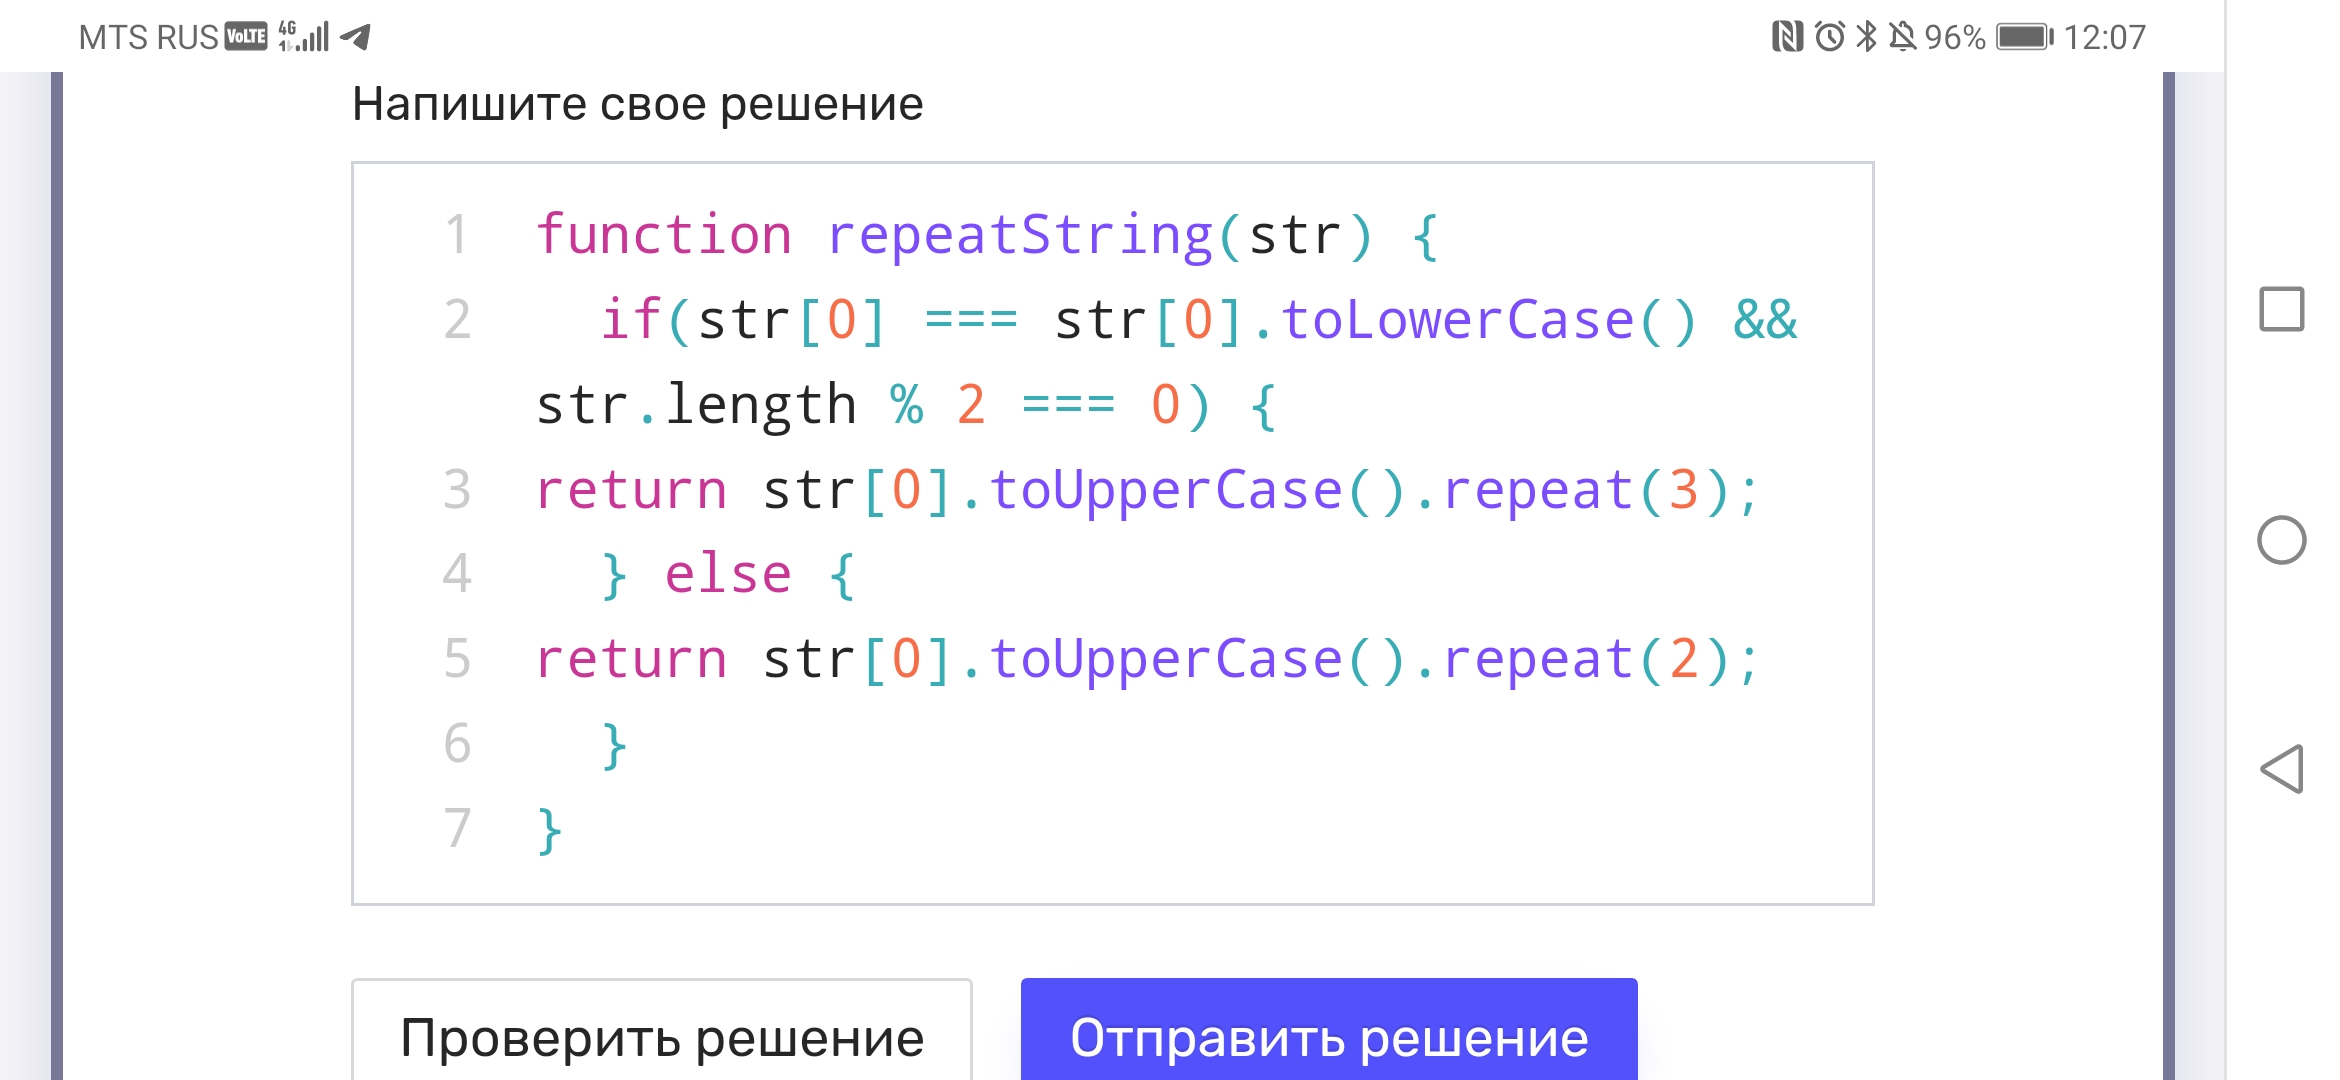 MTS RUS VoLTE 4G 96% 12:07
Напишите свое решение
1 function repeatString(str) {
2 if(str[0] === str[0].toLowerCase() &&
str.length % 2 === 0) {
3 return str[0].toUpperCase().repeat(3);
4 } else {
5 return str[0].toUpperCase().repeat(2);
6 }
7 }
Проверить решение Отправить решение